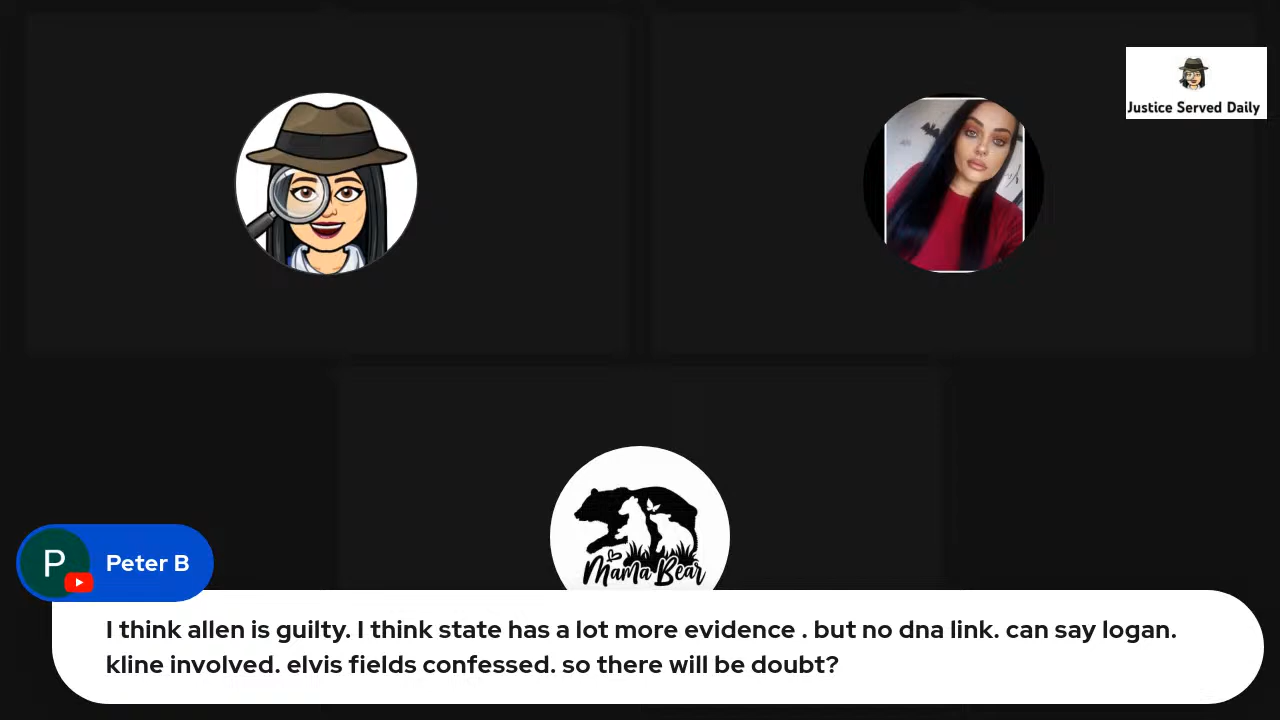 Justice Served Daily
Mama Bear
P
Peter B
I think allen is guilty. I think state has a lot more evidence . but no dna link. can say logan.
kline involved. elvis fields confessed. so there will be doubt?